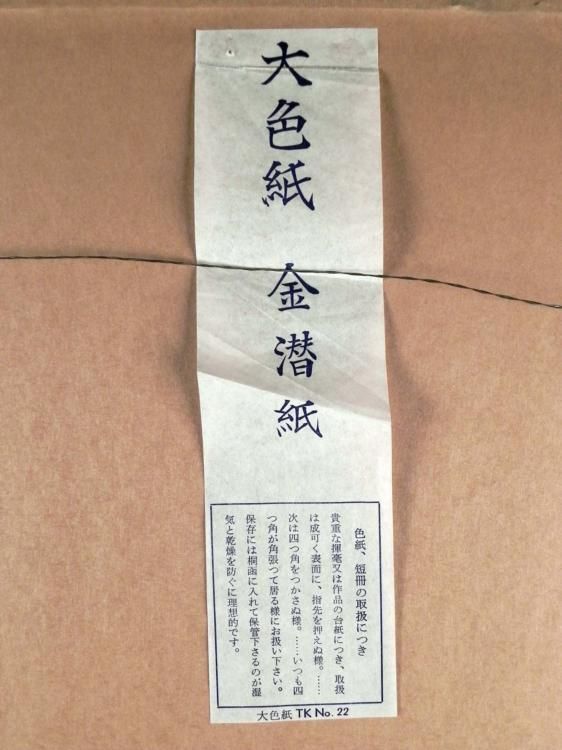 大色紙 金潜紙
色紙、短冊の取扱につき
貴重な揮毫又は作品の台紙につき、取扱
は成可く表面に、指先を押えぬ様。……
次は四つ角をつかさぬ様。……いつも四
つ角が角張つて居る様にお扱い下さい。
保存には桐函に入れて保管下さるのが湿
気と乾燥を防ぐに理想的です。
大色紙 TK No. 22